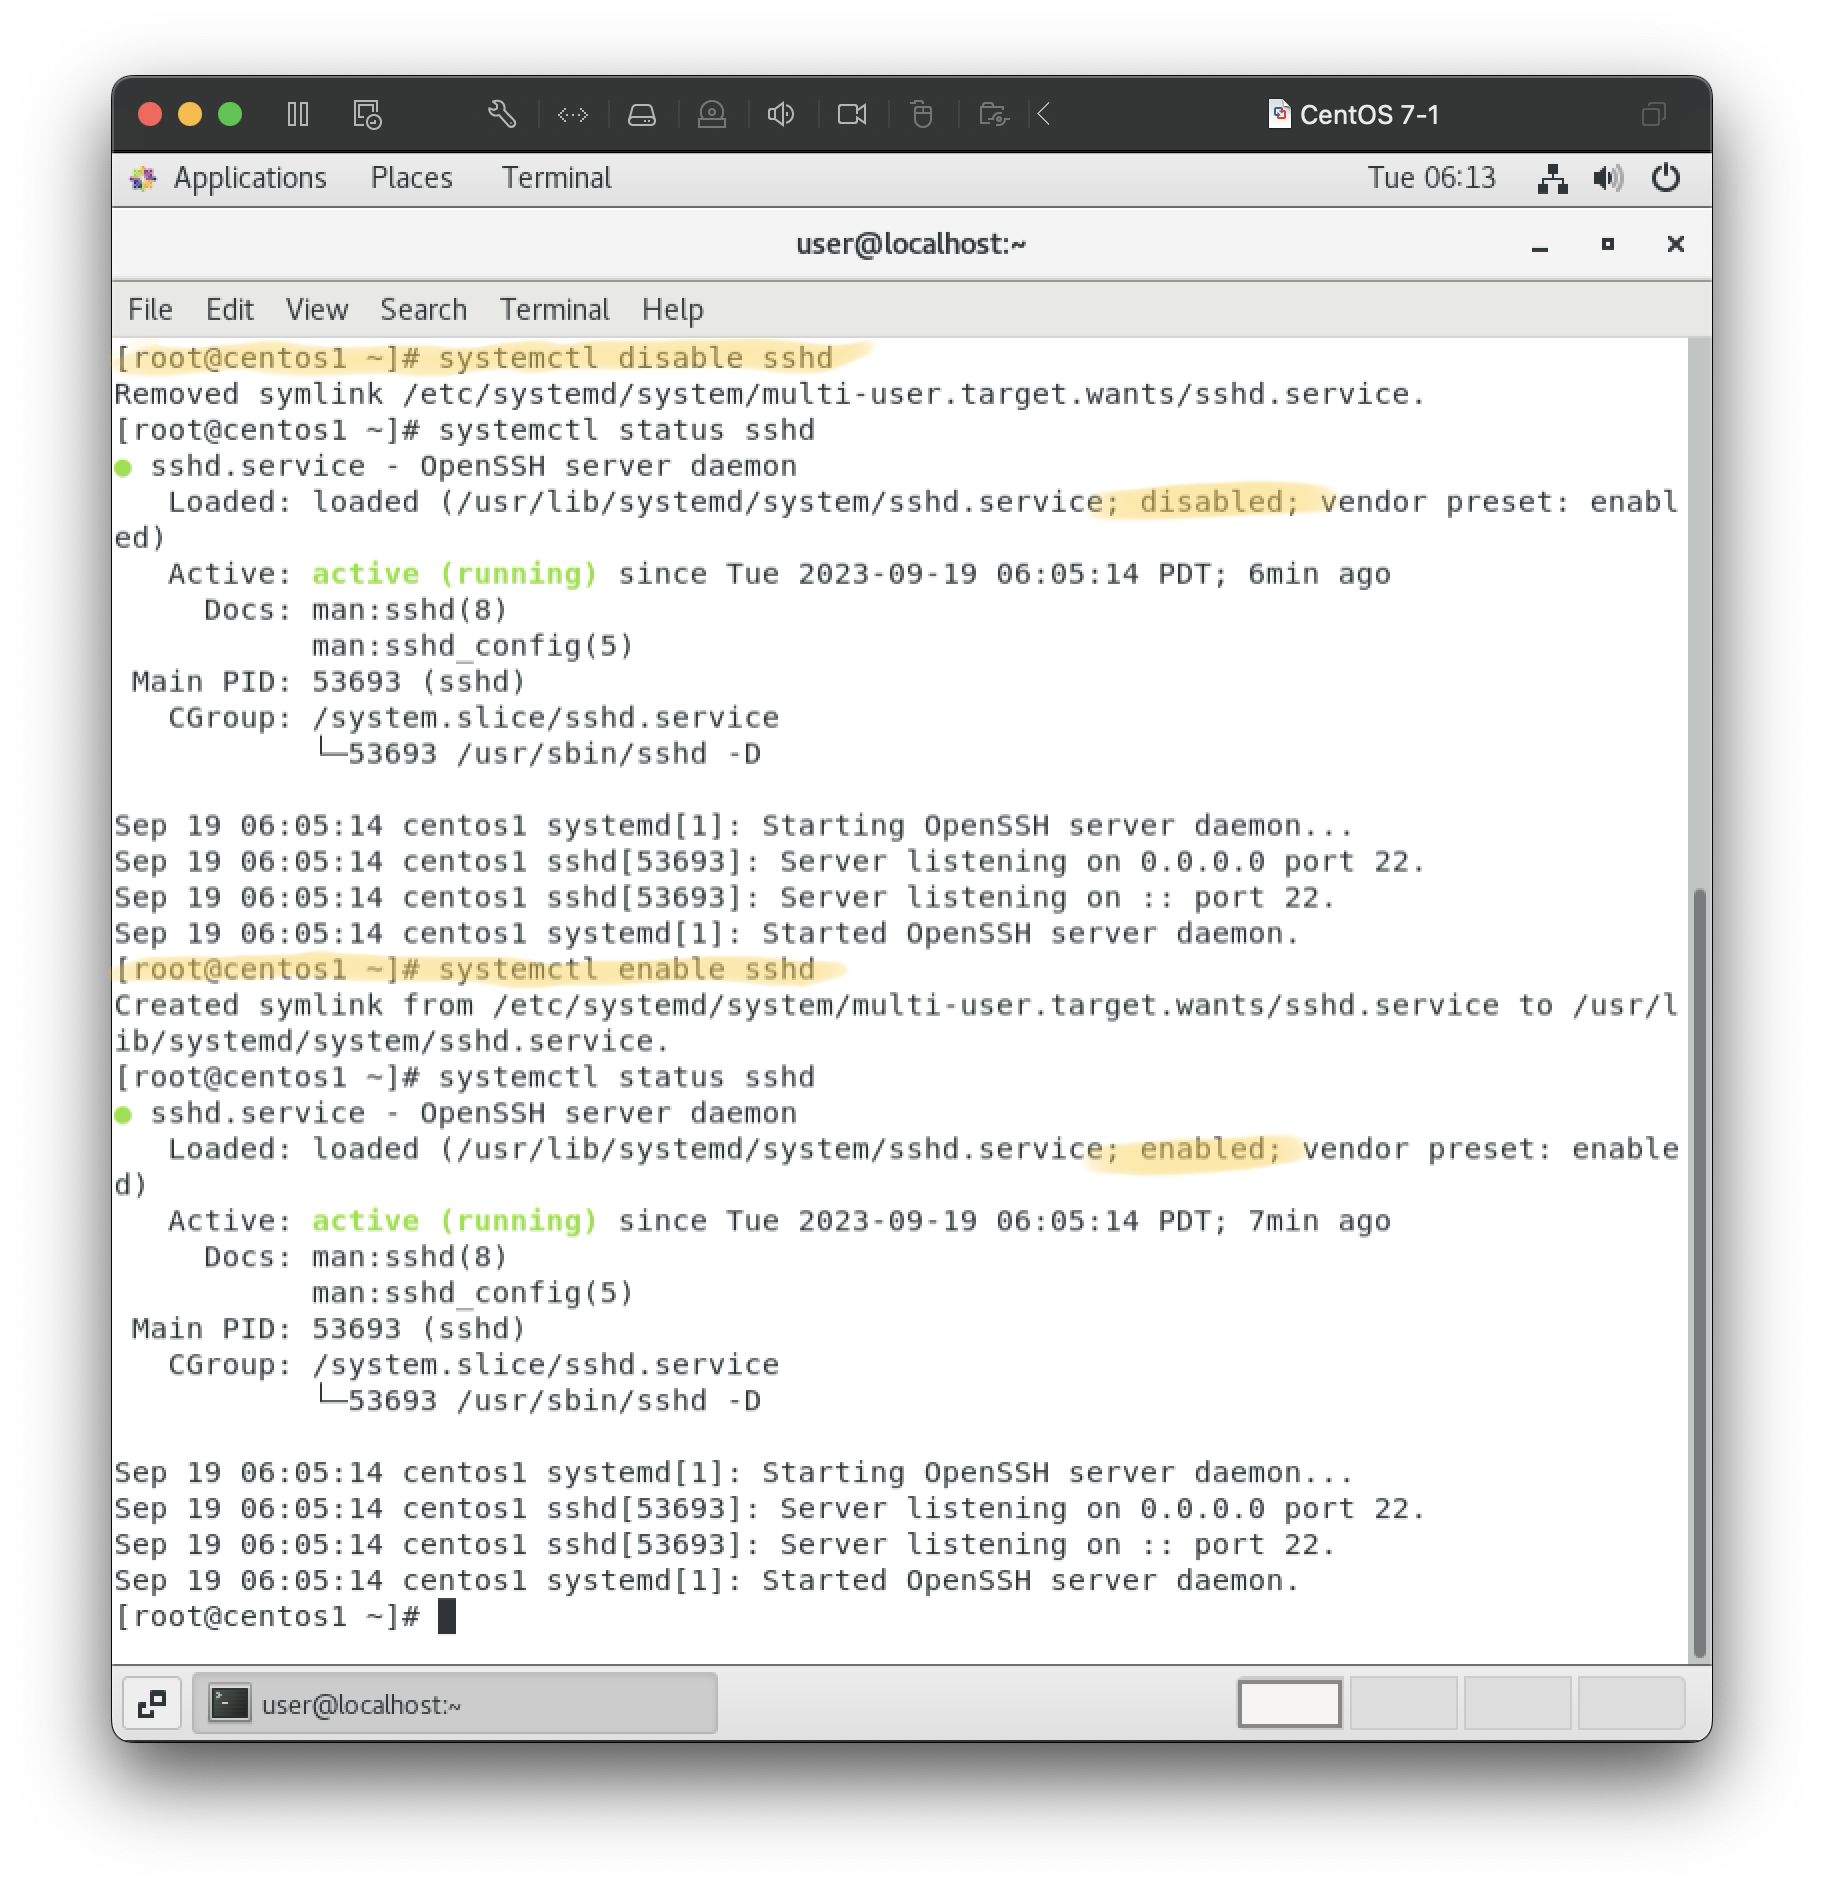 CentOS 7-1
Applications Places Terminal Tue 06:13
user@localhost:~
File Edit View Search Terminal Help
[root@centos1 ~]# systemctl disable sshd
Removed symlink /etc/systemd/system/multi-user.target.wants/sshd.service.
[root@centos1 ~]# systemctl status sshd
● sshd.service - OpenSSH server daemon
   Loaded: loaded (/usr/lib/systemd/system/sshd.service; disabled; vendor preset: enabl
ed)
   Active: active (running) since Tue 2023-09-19 06:05:14 PDT; 6min ago
     Docs: man:sshd(8)
           man:sshd_config(5)
 Main PID: 53693 (sshd)
   CGroup: /system.slice/sshd.service
           └─53693 /usr/sbin/sshd -D
Sep 19 06:05:14 centos1 systemd[1]: Starting OpenSSH server daemon...
Sep 19 06:05:14 centos1 sshd[53693]: Server listening on 0.0.0.0 port 22.
Sep 19 06:05:14 centos1 sshd[53693]: Server listening on :: port 22.
Sep 19 06:05:14 centos1 systemd[1]: Started OpenSSH server daemon.
[root@centos1 ~]# systemctl enable sshd
Created symlink from /etc/systemd/system/multi-user.target.wants/sshd.service to /usr/l
ib/systemd/system/sshd.service.
[root@centos1 ~]# systemctl status sshd
● sshd.service - OpenSSH server daemon
   Loaded: loaded (/usr/lib/systemd/system/sshd.service; enabled; vendor preset: enable
d)
   Active: active (running) since Tue 2023-09-19 06:05:14 PDT; 7min ago
     Docs: man:sshd(8)
           man:sshd_config(5)
 Main PID: 53693 (sshd)
   CGroup: /system.slice/sshd.service
           └─53693 /usr/sbin/sshd -D
Sep 19 06:05:14 centos1 systemd[1]: Starting OpenSSH server daemon...
Sep 19 06:05:14 centos1 sshd[53693]: Server listening on 0.0.0.0 port 22.
Sep 19 06:05:14 centos1 sshd[53693]: Server listening on :: port 22.
Sep 19 06:05:14 centos1 systemd[1]: Started OpenSSH server daemon.
[root@centos1 ~]#
user@localhost:~